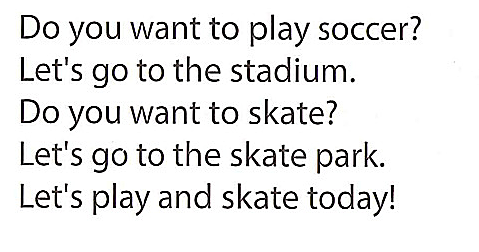 Do you want to play soccer?
Let's go to the stadium.
Do you want to skate?
Let's go to the skate park.
Let's play and skate today!